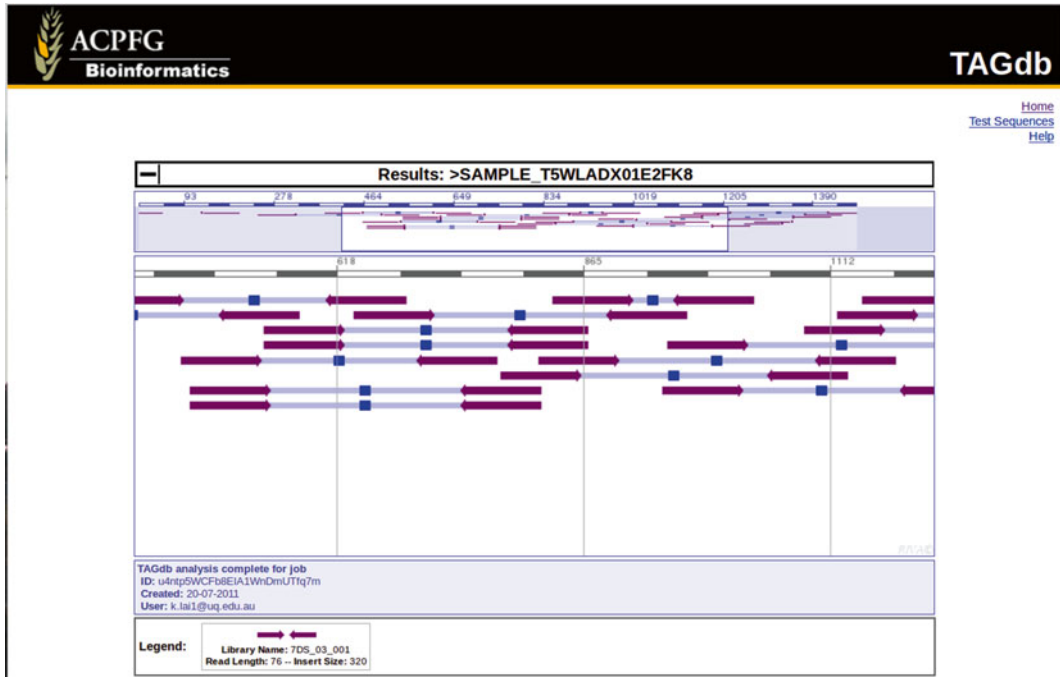 ACPFG
Bioinformatics
TAGdb
Home
Test Sequences
Help
Results: >SAMPLE_T5WLADX01E2FK8
93 278 464 649 834 1019 1205 1390
618 865 1112
TAGdb analysis complete for job
ID: u4ntp5WCFb8EIA1WnDmUTfq7m
Created: 20-07-2011
User: k.lai1@uq.edu.au
Legend:
Library Name: 7DS_03_001
Read Length: 76 -- Insert Size: 320